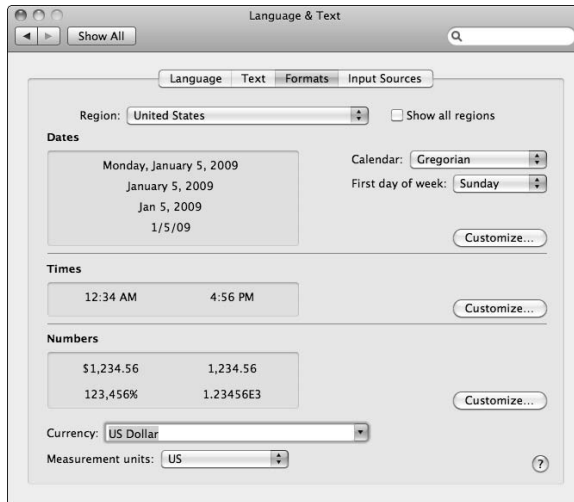 Language & Text
Show All
Language Text Formats Input Sources
Region: United States Show all regions
Dates
Monday, January 5, 2009
January 5, 2009
Jan 5, 2009
1/5/09
Calendar: Gregorian
First day of week: Sunday
Customize...
Times
12:34 AM 4:56 PM
Customize...
Numbers
$1,234.56 1,234.56
123,456% 1.23456E3
Customize...
Currency: US Dollar
Measurement units: US
?